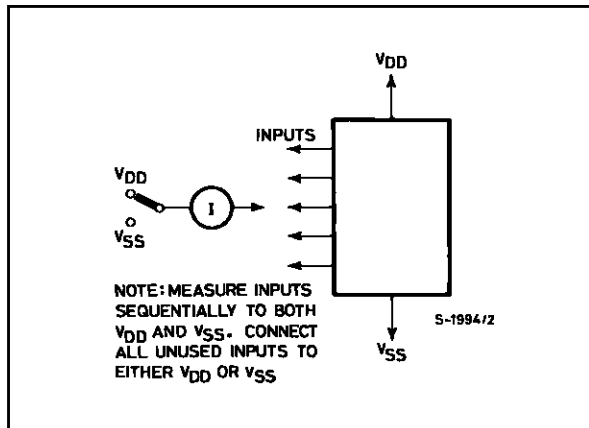 VDD
INPUTS
VDD
I
VSS
NOTE: MEASURE INPUTS
SEQUENTIALLY TO BOTH
VDD AND VSS. CONNECT
ALL UNUSED INPUTS TO
EITHER VDD OR VSS
S-1994/2
VSS